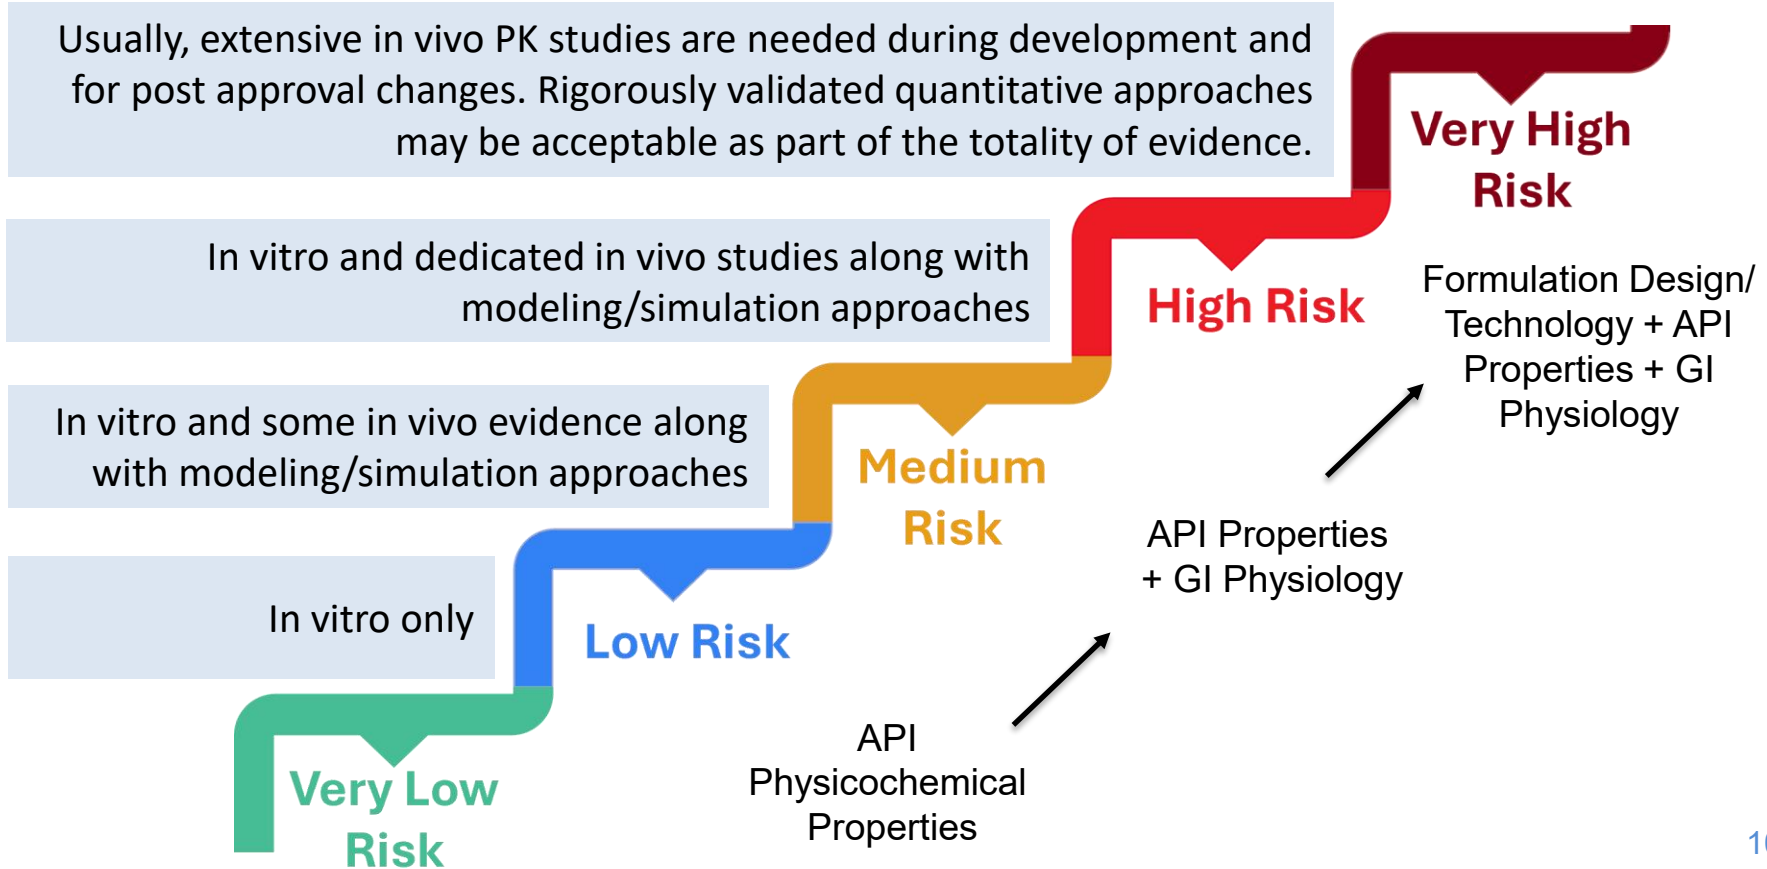 Usually, extensive in vivo PK studies are needed during development and
for post approval changes. Rigorously validated quantitative approaches
may be acceptable as part of the totality of evidence.
Very High
Risk
In vitro and dedicated in vivo studies along with
modeling/simulation approaches
High Risk
Formulation Design/
Technology + API
Properties + GI
Physiology
In vitro and some in vivo evidence along
with modeling/simulation approaches
Medium
Risk
API Properties
+ GI Physiology
In vitro only
Low Risk
Very Low
Risk
API
Physicochemical
Properties